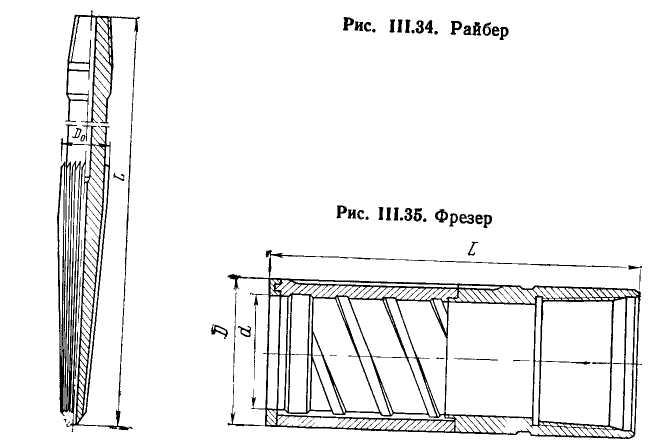 Рис. III.34. Райбер
D₀
L
Рис. III.35. Фрезер
L
D
d